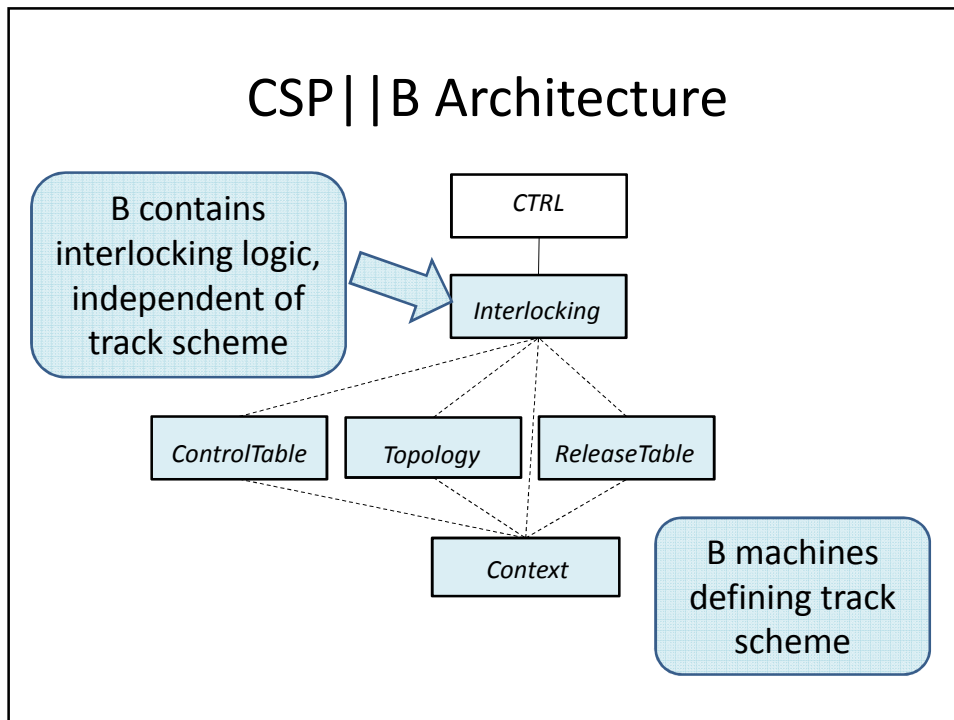 CSP||B Architecture
B contains
interlocking logic,
independent of
track scheme
CTRL
Interlocking
ControlTable
Topology
ReleaseTable
Context
B machines
defining track
scheme